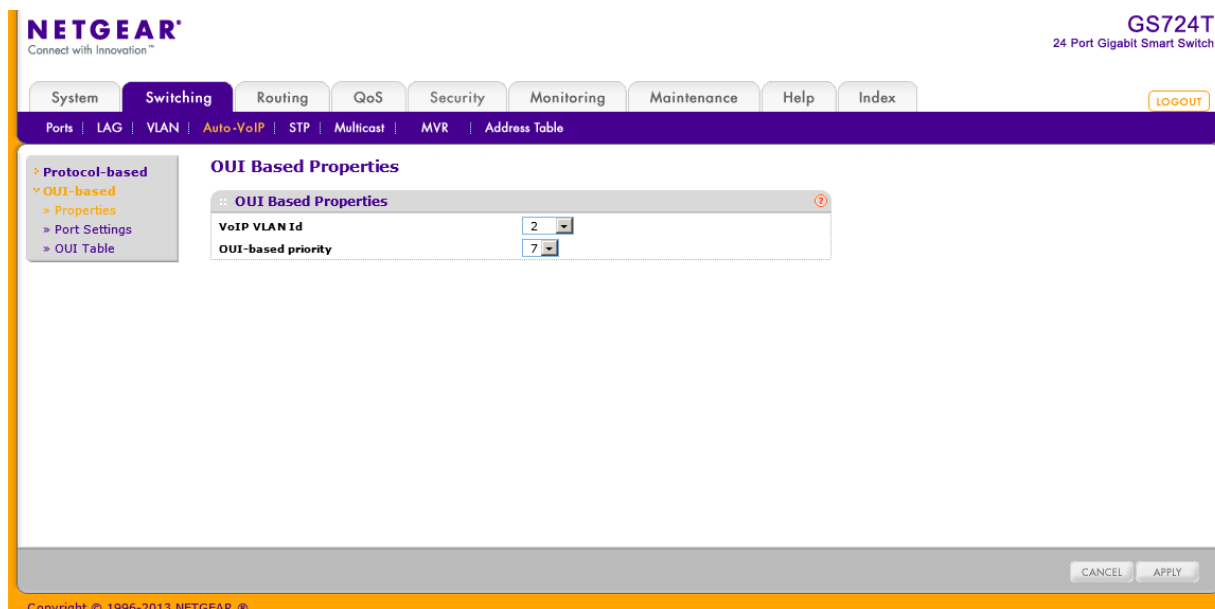 NETGEAR®
Connect with Innovation™
GS724T
24 Port Gigabit Smart Switch
System Switching Routing QoS Security Monitoring Maintenance Help Index
LOGOUT
Ports | LAG | VLAN | Auto-VoIP | STP | Multicast | MVR | Address Table
Protocol-based
OUI-based
» Properties
» Port Settings
» OUI Table
OUI Based Properties
OUI Based Properties ?
VoIP VLAN Id 2
OUI-based priority 7
CANCEL APPLY
Copyright © 1996-2013 NETGEAR ®